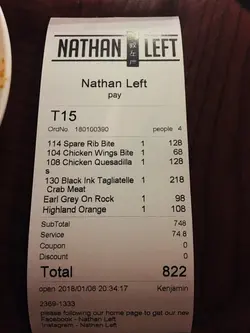 NATHAN LEFT
Nathan Left
pay
T15
OrdNo. 180100390 people 4
114 Spare Rib Bite 1 128
104 Chicken Wings Bite 1 68
108 Chicken Quesadilla 1 128
s
130 Black Ink Tagliatelle 1 218
Crab Meat
Earl Grey On Rock 1 98
Highland Orange 1 108
SubTotal 748
Service 74.8
Coupon 0
Discount 0
Total 822
open 2018/01/06 20:34:17 Kenjamin
2369-1333
please following our home page to get our new
Facebook - Nathan Left
Instagram - Nathan Left